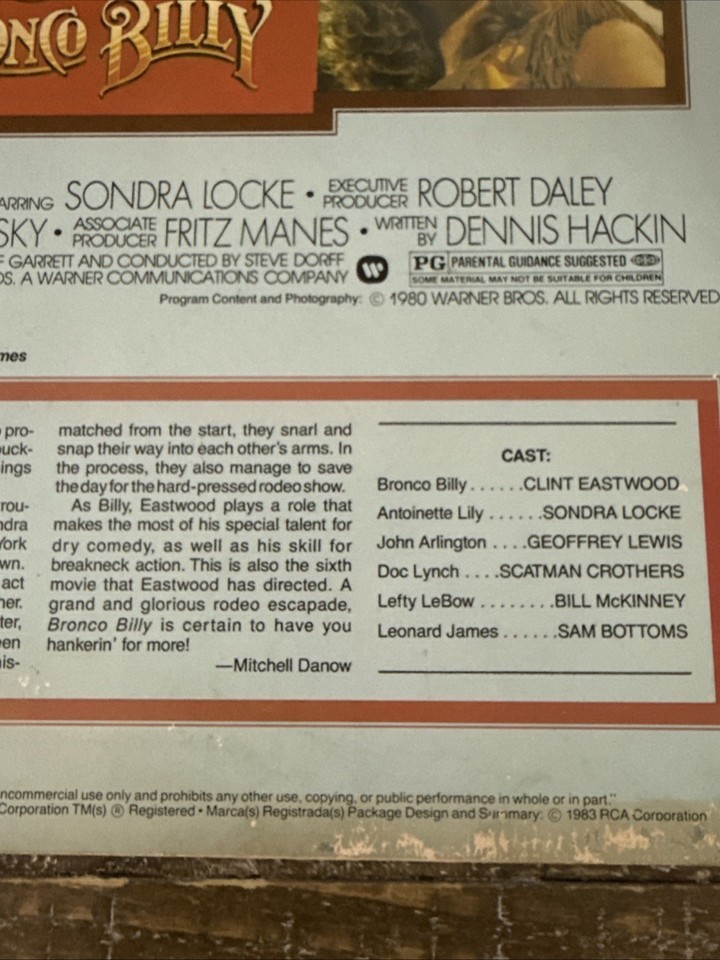 BRONCO BILLY
SONDRA LOCKE • EXECUTIVE PRODUCER ROBERT DALEY
• ASSOCIATE PRODUCER FRITZ MANES • WRITTEN BY DENNIS HACKIN
GARRETT AND CONDUCTED BY STEVE DORFF
A WARNER COMMUNICATIONS COMPANY
PG PARENTAL GUIDANCE SUGGESTED
SOME MATERIAL MAY NOT BE SUITABLE FOR CHILDREN
Program Content and Photography: © 1980 WARNER BROS. ALL RIGHTS RESERVED
matched from the start, they snarl and
snap their way into each other's arms. In
the process, they also manage to save
the day for the hard-pressed rodeo show.
As Billy, Eastwood plays a role that
makes the most of his special talent for
dry comedy, as well as his skill for
breakneck action. This is also the sixth
movie that Eastwood has directed. A
grand and glorious rodeo escapade,
Bronco Billy is certain to have you
hankerin' for more!
—Mitchell Danow
CAST:
Bronco Billy ......CLINT EASTWOOD
Antoinette Lily ......SONDRA LOCKE
John Arlington ....GEOFFREY LEWIS
Doc Lynch ....SCATMAN CROTHERS
Lefty LeBow ........BILL McKINNEY
Leonard James ......SAM BOTTOMS
commercial use only and prohibits any other use, copying, or public performance in whole or in part."
Corporation TM(s) ® Registered • Marca(s) Registrada(s) Package Design and Summary: © 1983 RCA Corporation